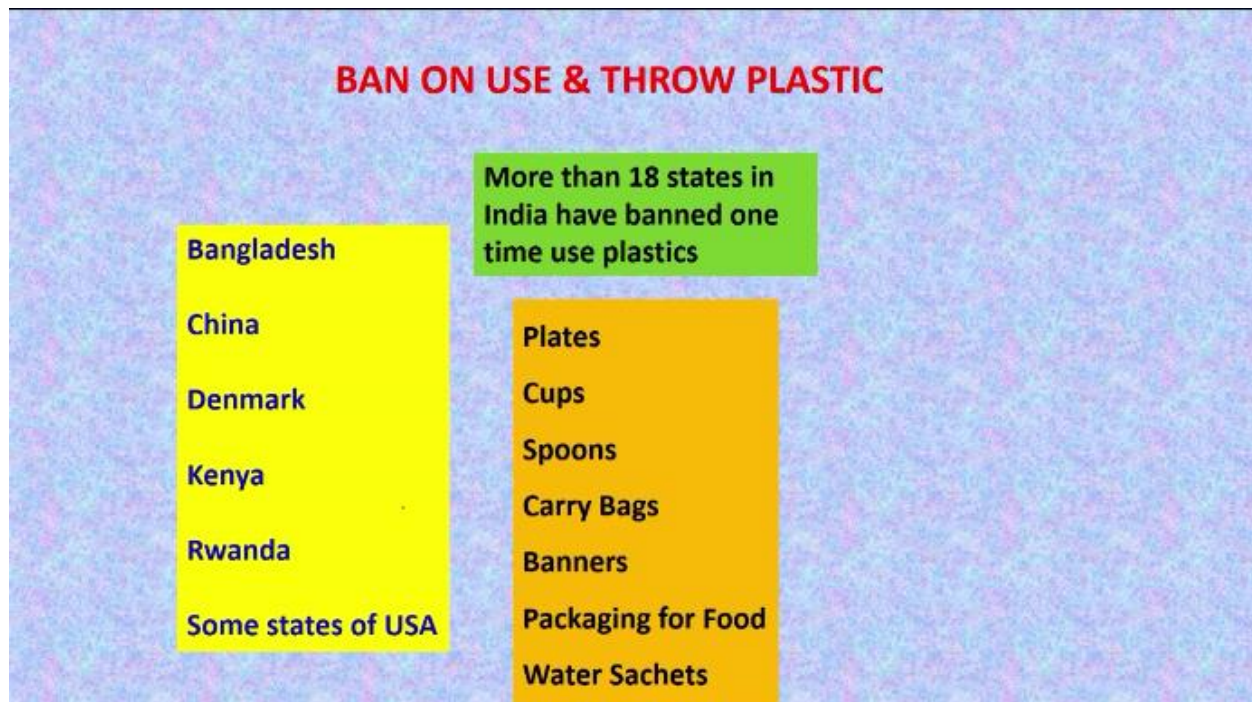 BAN ON USE & THROW PLASTIC
More than 18 states in
India have banned one
time use plastics
Bangladesh
China
Denmark
Kenya
Rwanda
Some states of USA
Plates
Cups
Spoons
Carry Bags
Banners
Packaging for Food
Water Sachets